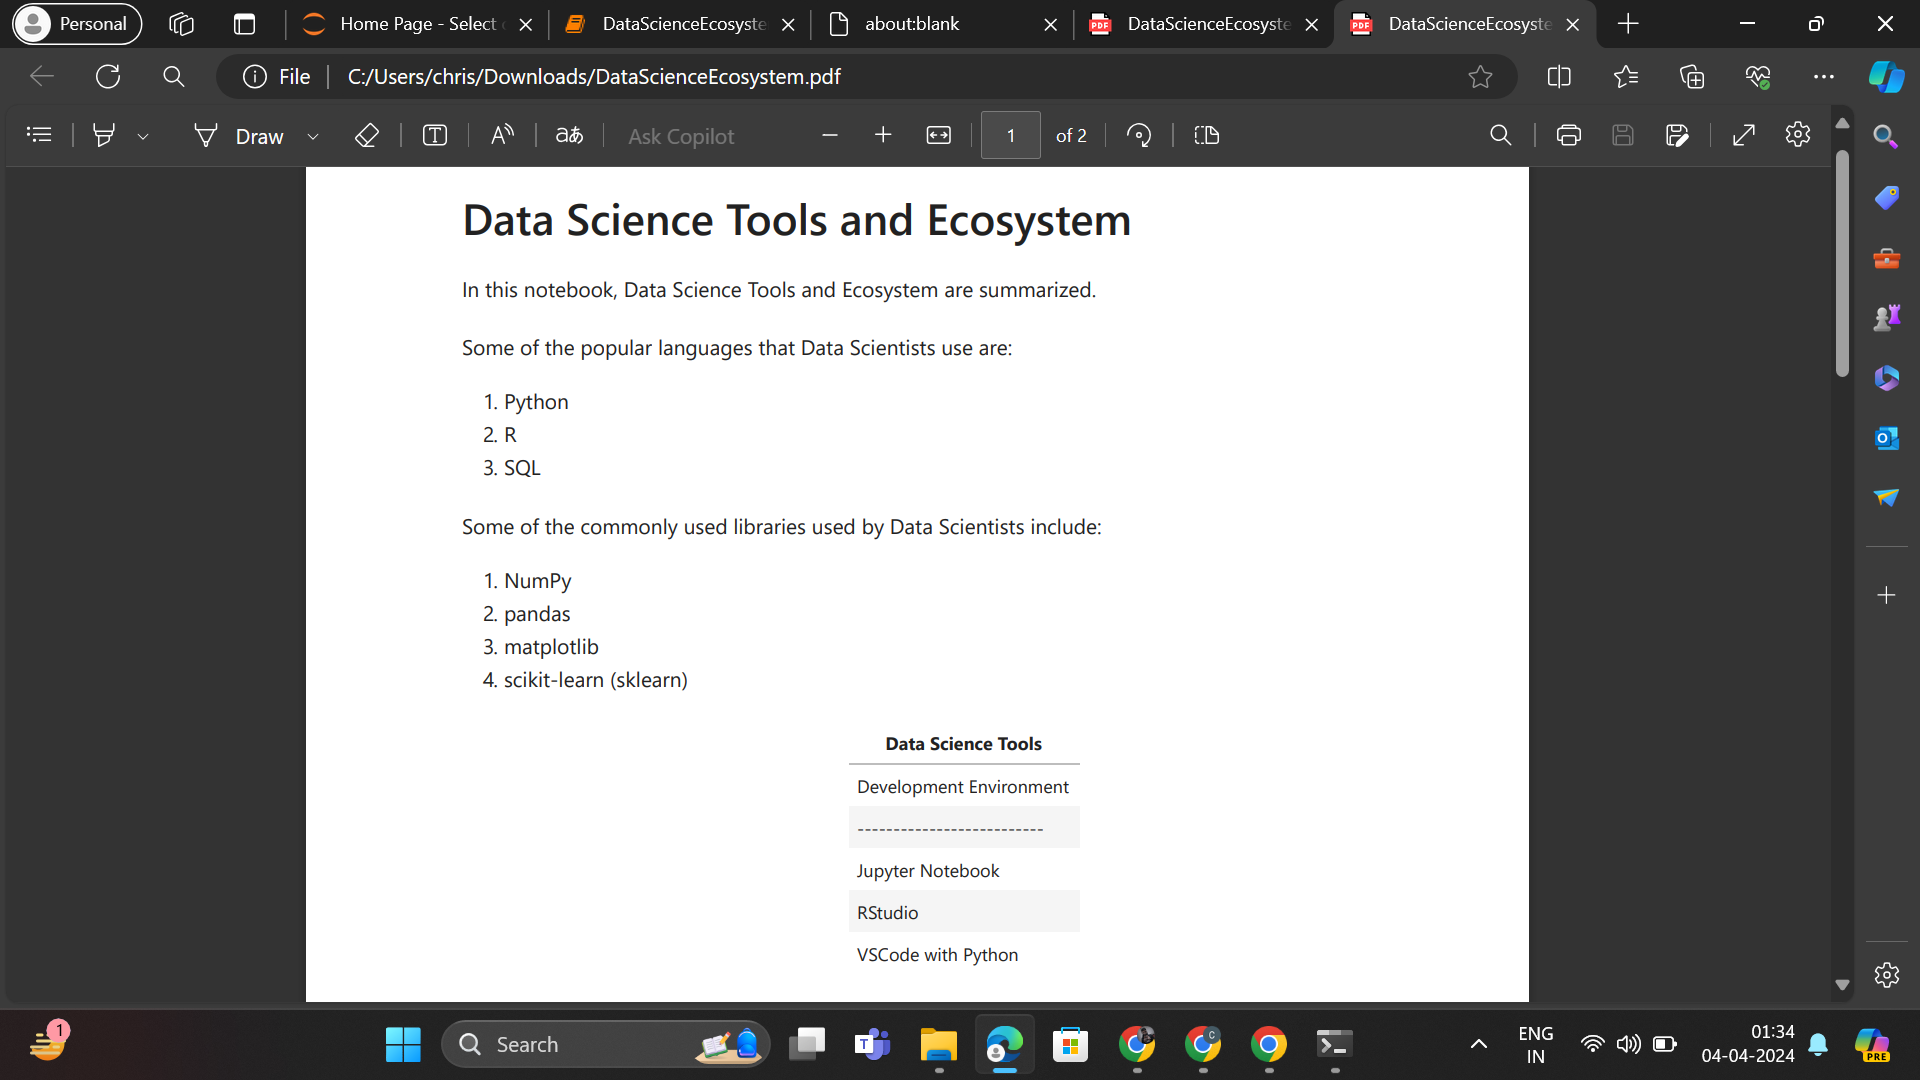 Personal
Home Page - Select
DataScienceEcosyste
about:blank
DataScienceEcosyste
DataScienceEcosyste
File
C:/Users/chris/Downloads/DataScienceEcosystem.pdf
Draw
Ask Copilot
1
of 2
Data Science Tools and Ecosystem
In this notebook, Data Science Tools and Ecosystem are summarized.
Some of the popular languages that Data Scientists use are:
1. Python
2. R
3. SQL
Some of the commonly used libraries used by Data Scientists include:
1. NumPy
2. pandas
3. matplotlib
4. scikit-learn (sklearn)
Data Science Tools
Development Environment
--------------------------
Jupyter Notebook
RStudio
VSCode with Python
1
Search
ENG
IN
01:34
04-04-2024
PRE